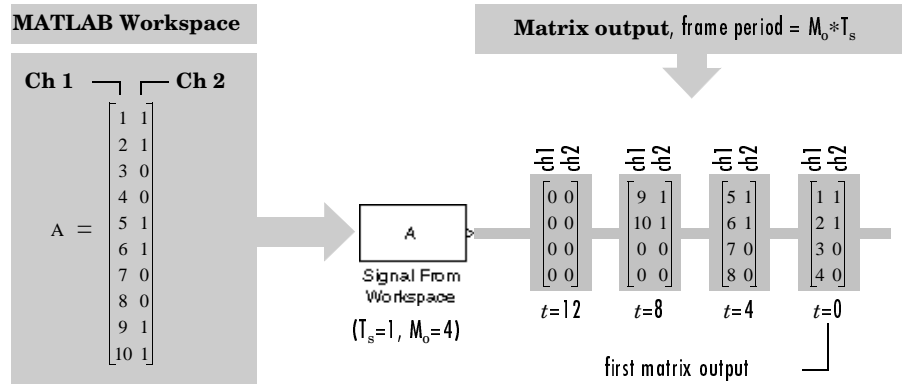 MATLAB Workspace
Matrix output, frame period = Mo*Ts
Ch 1 Ch 2
1 1
2 1
3 0
4 0
A = 5 1
6 1
7 0
8 0
9 1
10 1
A
Signal From
Workspace
(Ts=1, Mo=4)
ch1 ch2 ch1 ch2 ch1 ch2 ch1 ch2
0 0 9 1 5 1 1 1
0 0 10 1 6 1 2 1
0 0 0 0 7 0 3 0
0 0 0 0 8 0 4 0
t=12 t=8 t=4 t=0
first matrix output